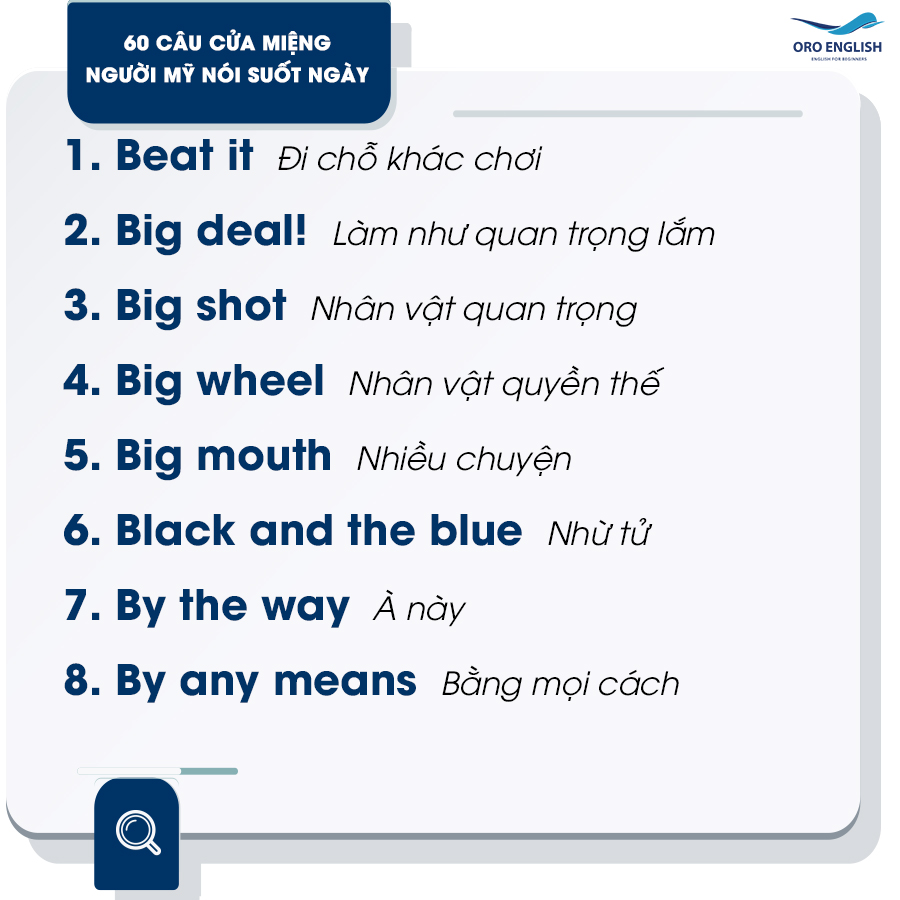 60 CÂU CỬA MIỆNG
NGƯỜI MỸ NÓI SUỐT NGÀY
ORO ENGLISH
ENGLISH FOR BEGINNERS
1. Beat it Đi chỗ khác chơi
2. Big deal! Làm như quan trọng lắm
3. Big shot Nhân vật quan trọng
4. Big wheel Nhân vật quyền thế
5. Big mouth Nhiều chuyện
6. Black and the blue Nhừ tử
7. By the way À này
8. By any means Bằng mọi cách